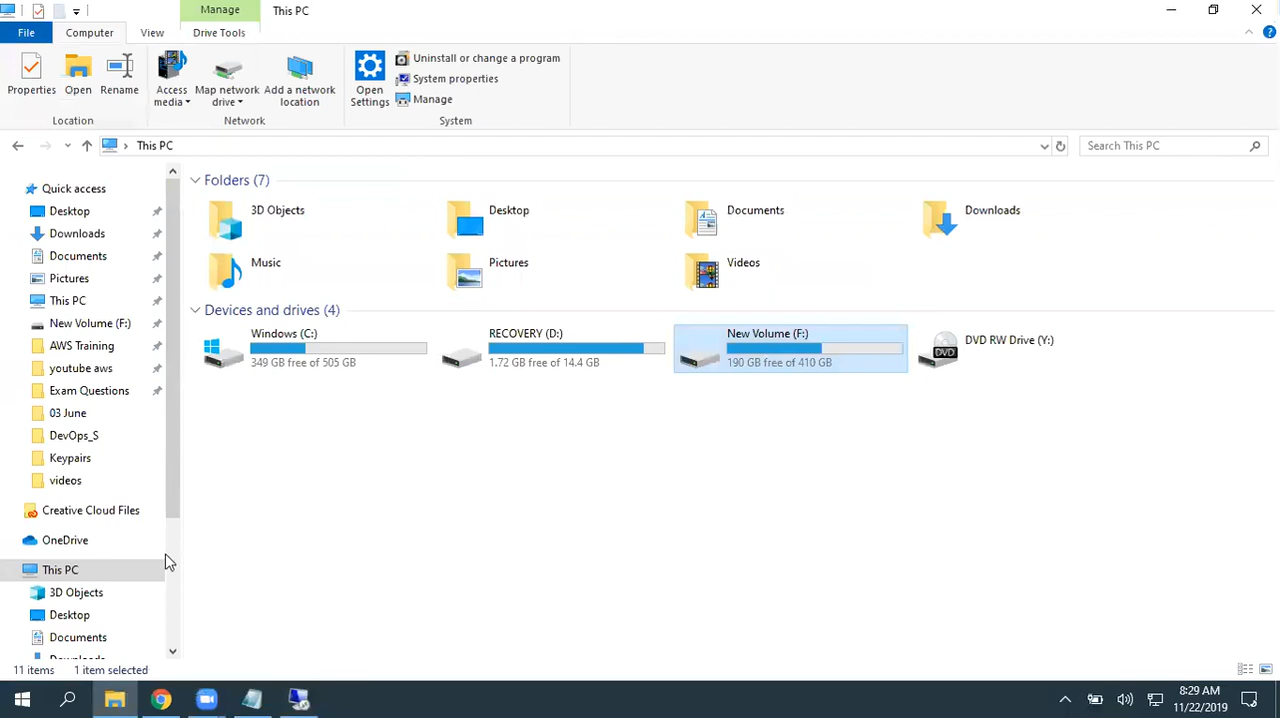 Manage
This PC
File
Computer
View
Drive Tools
Properties
Open
Rename
Access media
Map network drive
Add a network location
Open Settings
Uninstall or change a program
System properties
Manage
Location
Network
System
This PC
Search This PC
Quick access
Desktop
Downloads
Documents
Pictures
This PC
New Volume (F:)
AWS Training
youtube aws
Exam Questions
03 June
DevOps_S
Keypairs
videos
Creative Cloud Files
OneDrive
This PC
3D Objects
Desktop
Documents
Downloads
Folders (7)
3D Objects
Desktop
Documents
Downloads
Music
Pictures
Videos
Devices and drives (4)
Windows (C:)
349 GB free of 505 GB
RECOVERY (D:)
1.72 GB free of 14.4 GB
New Volume (F:)
190 GB free of 410 GB
DVD RW Drive (Y:)
DVD
11 items
1 item selected
8:29 AM
11/22/2019